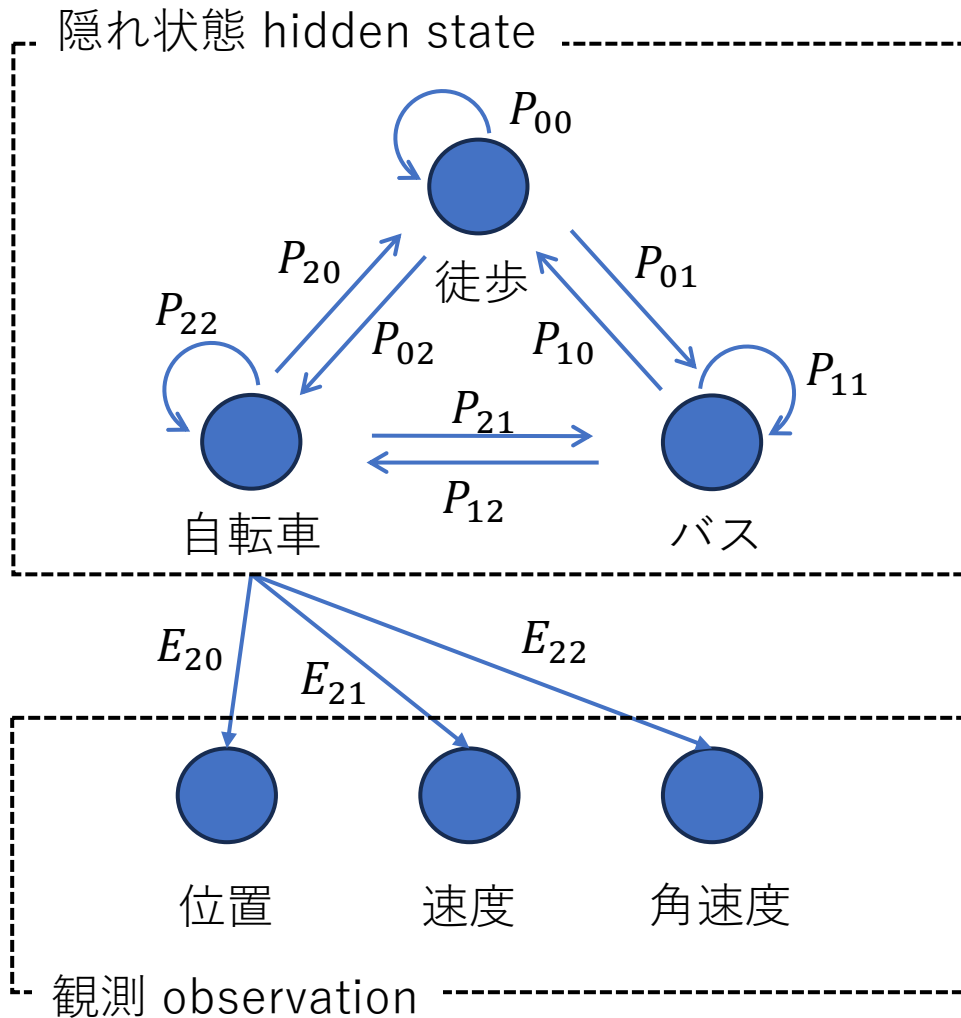 隠れ状態 hidden state
P₀₀
徒歩
P₂₀
P₀₁
P₂₂
P₀₂
P₁₀
P₁₁
P₂₁
P₁₂
自転車
バス
E₂₀
E₂₁
E₂₂
位置
速度
角速度
観測 observation